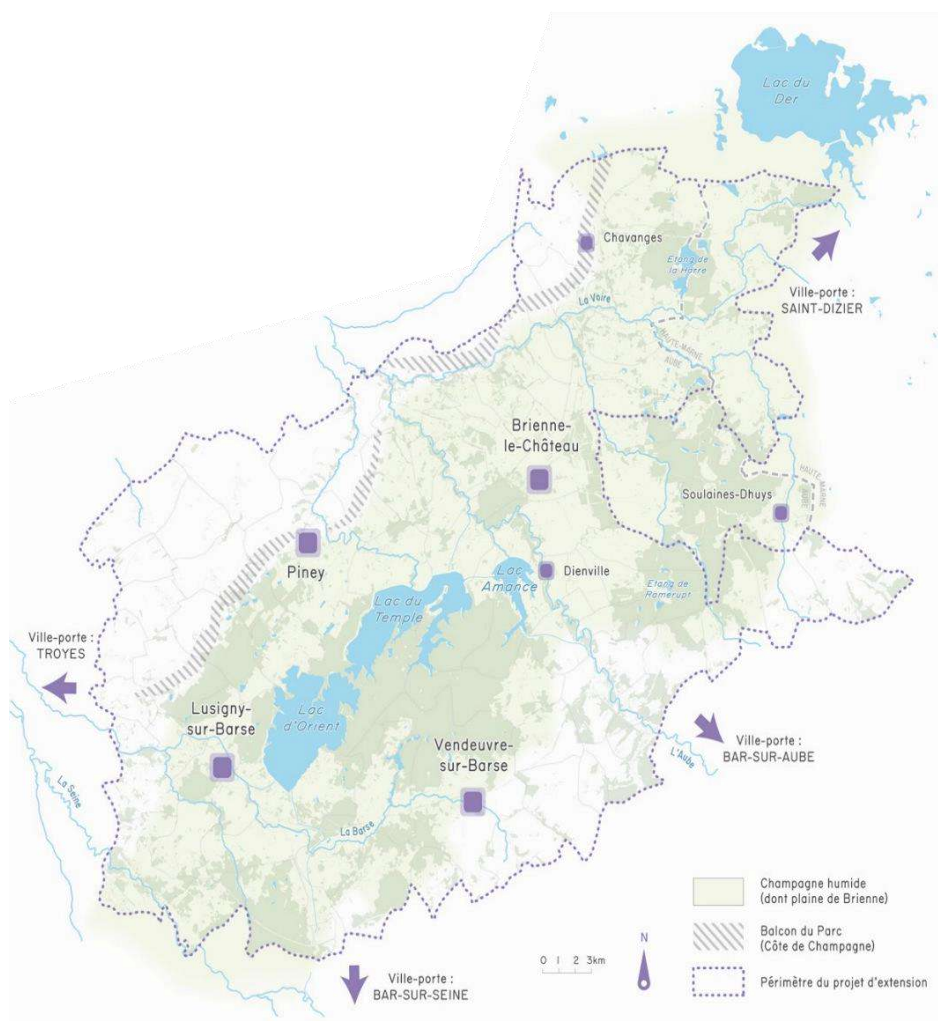 Lac du
Der
Chavanges
Etang de
la Horre
Ville-porte :
SAINT-DIZIER
La Voire
HAUTE-MARNE
AUBE
Brienne-
le-Château
Soulaines-Dhuys
HAUTE-MARNE
AUBE
Piney
Lac
Amance
Dienville
Etang de
Ramerupt
Lac du
Temple
Ville-porte :
TROYES
Lusigny-
sur-Barse
Lac
d'Orient
Vendeuvre-
sur-Barse
Ville-porte :
BAR-SUR-AUBE
L'Aube
La Seine
La Barse
Champagne humide
(dont plaine de Brienne)
Balcon du Parc
(Côte de Champagne)
Périmètre du projet d'extension
N
0 1 2 3km
Ville-porte :
BAR-SUR-SEINE